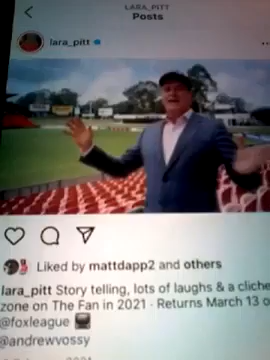 LARA_PITT
Posts
lara_pitt
Liked by mattdapp2 and others
lara_pitt Story telling, lots of laughs & a cliche
zone on The Fan in 2021 · Returns March 13 o
@foxleague
@andrewvossy